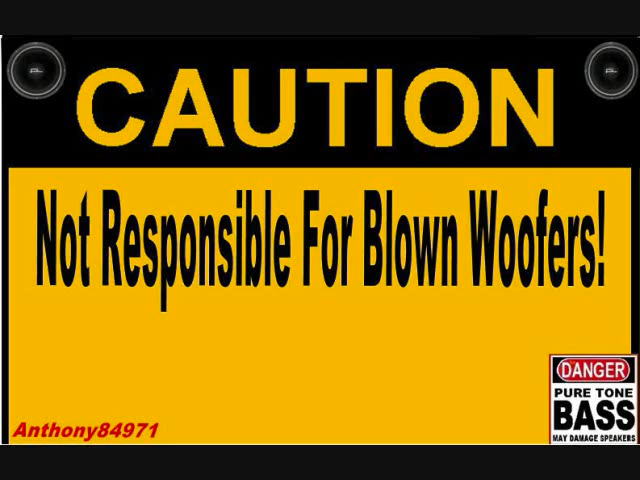 CAUTION
Not Responsible For Blown Woofers!
DANGER
PURE TONE
BASS
MAY DAMAGE SPEAKERS
Anthony84971